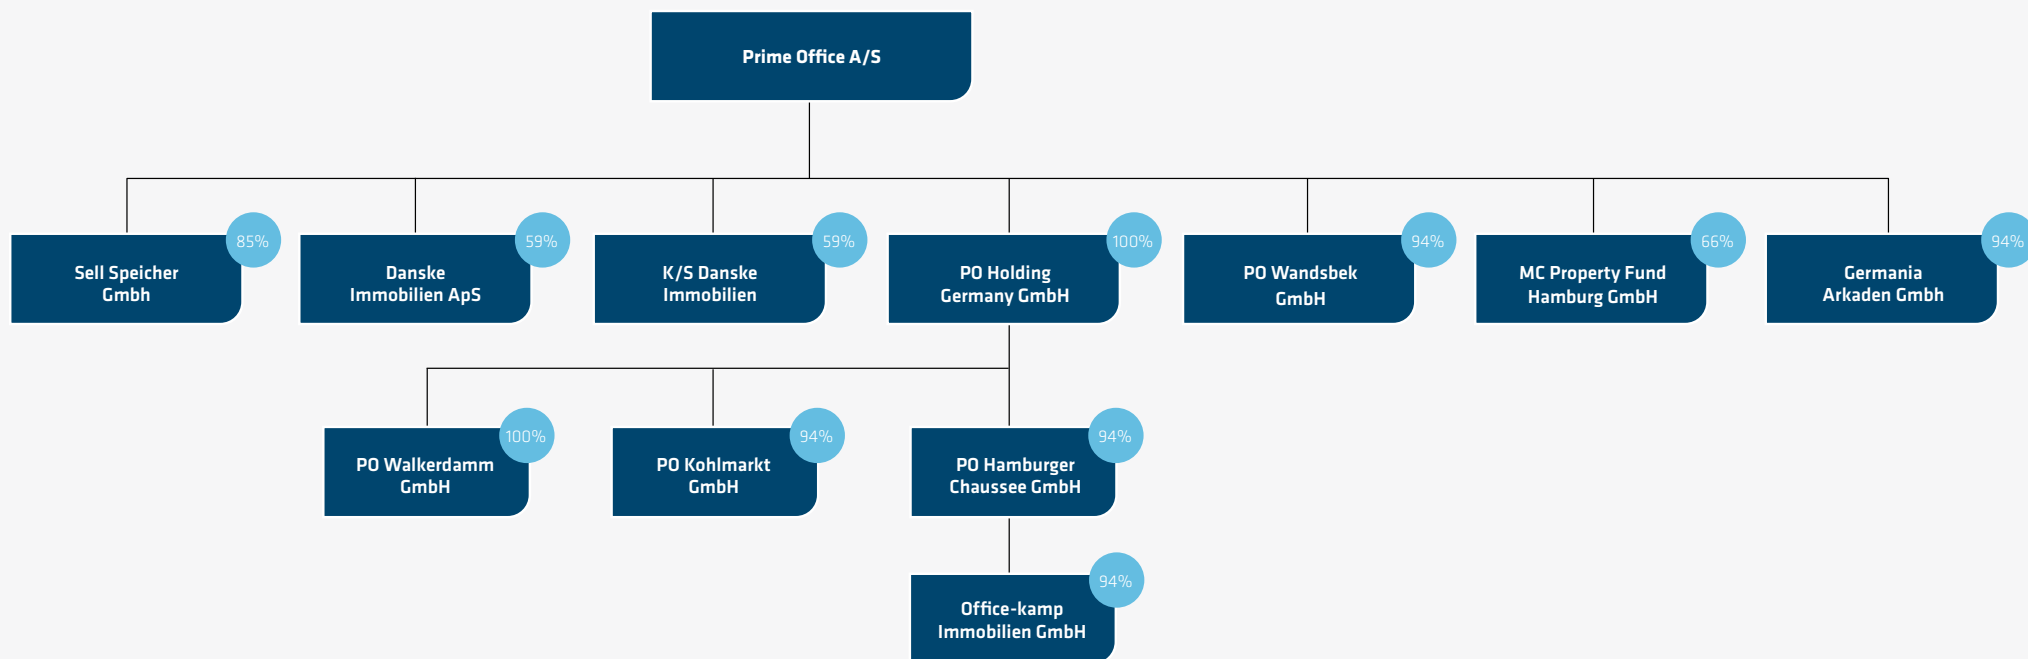 Prime Office A/S
85%
Sell Speicher
Gmbh
59%
Danske
Immobilien ApS
59%
K/S Danske
Immobilien
100%
PO Holding
Germany GmbH
94%
PO Wandsbek
GmbH
66%
MC Property Fund
Hamburg GmbH
94%
Germania
Arkaden Gmbh
100%
PO Walkerdamm
GmbH
94%
PO Kohlmarkt
GmbH
94%
PO Hamburger
Chaussee GmbH
94%
Office-kamp
Immobilien GmbH